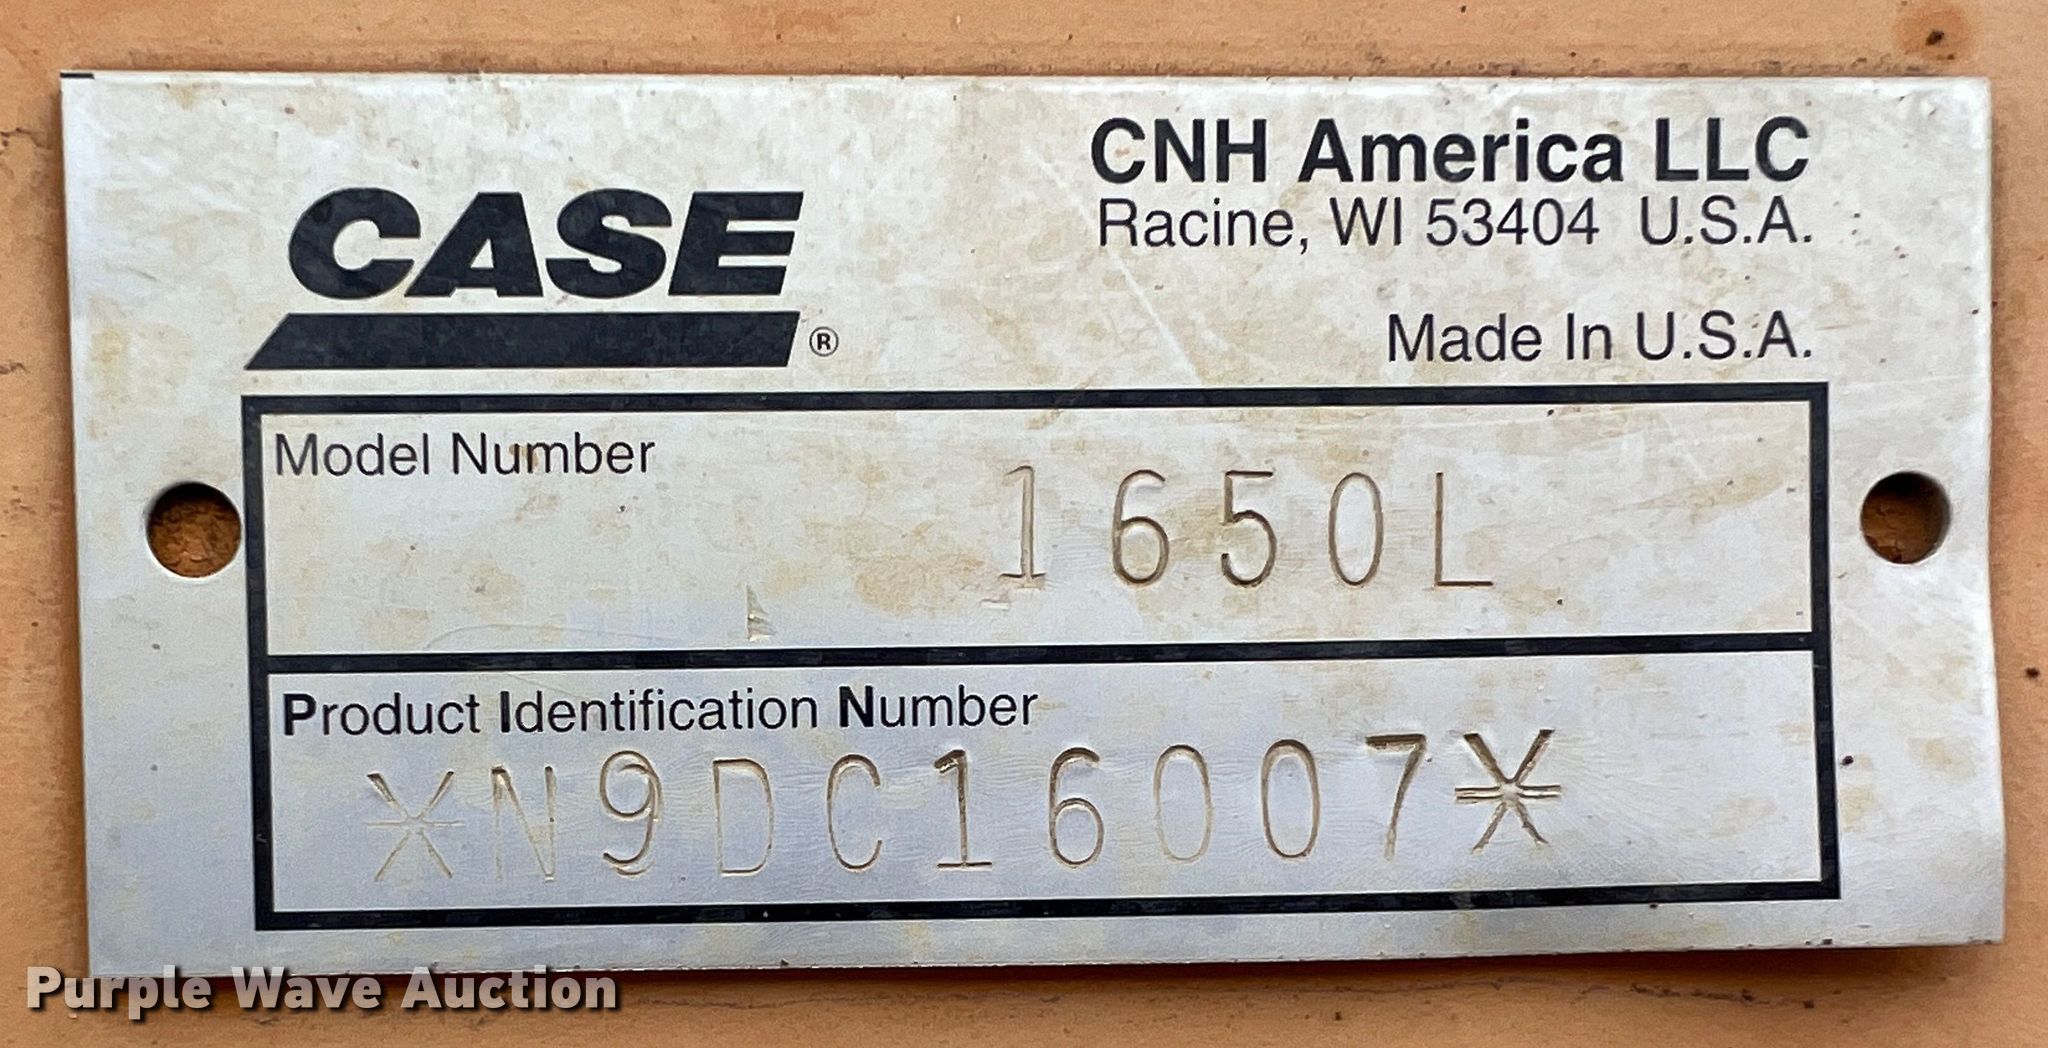 CASE®
CNH America LLC
Racine, WI 53404 U.S.A.
Made In U.S.A.
Model Number
1650L
Product Identification Number
*N9DC16007*
Purple Wave Auction